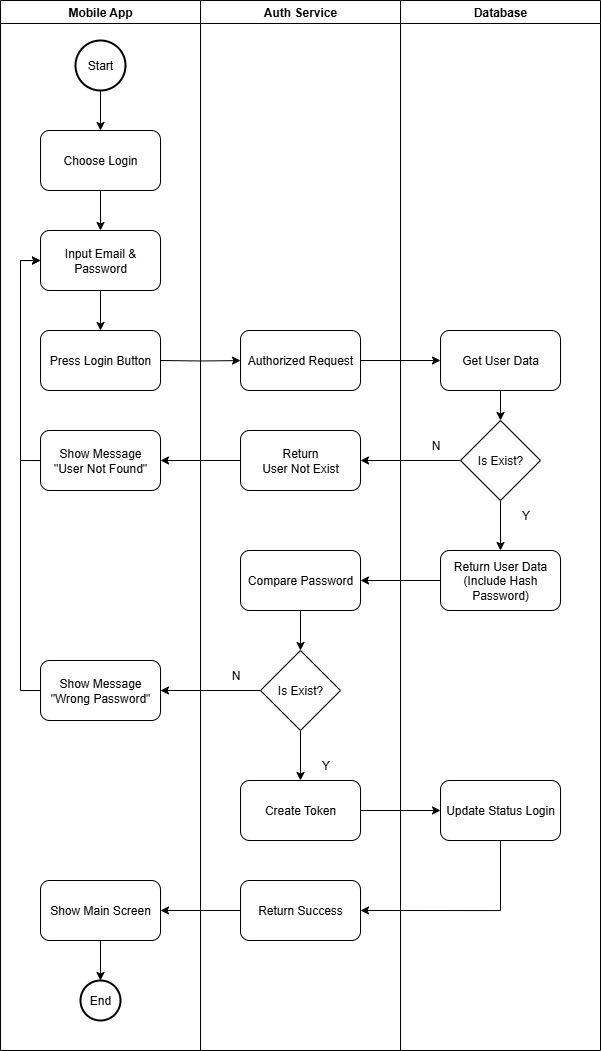 Mobile App
Auth Service
Database
Start
Choose Login
Input Email &
Password
Press Login Button
Authorized Request
Get User Data
Show Message
"User Not Found"
Return
User Not Exist
N
Is Exist?
Y
Compare Password
Return User Data
(Include Hash
Password)
Show Message
"Wrong Password"
N
Is Exist?
Y
Create Token
Update Status Login
Show Main Screen
Return Success
End